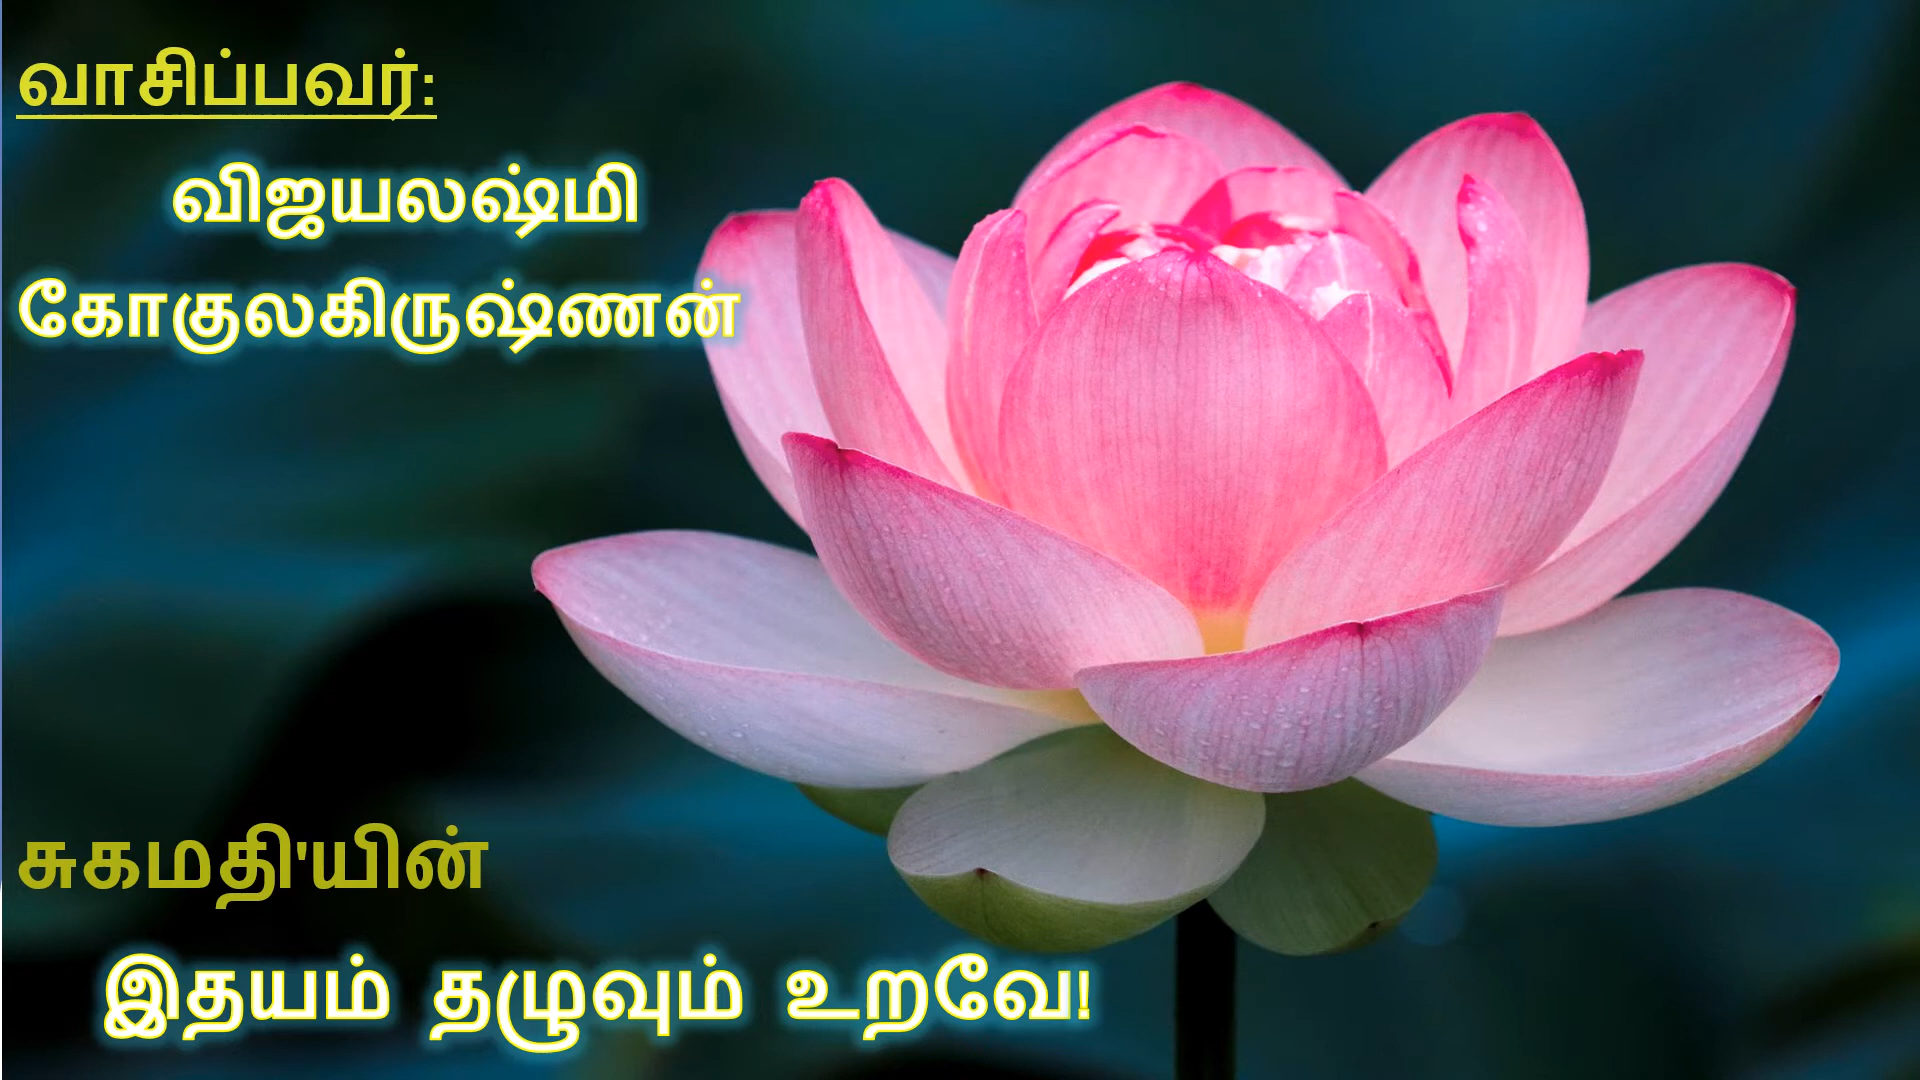 வாசிப்பவர்:
விஜயலஷ்மி
கோகுலகிருஷ்ணன்
சுகமதி'யின்
இதயம் தழுவும் உறவே!